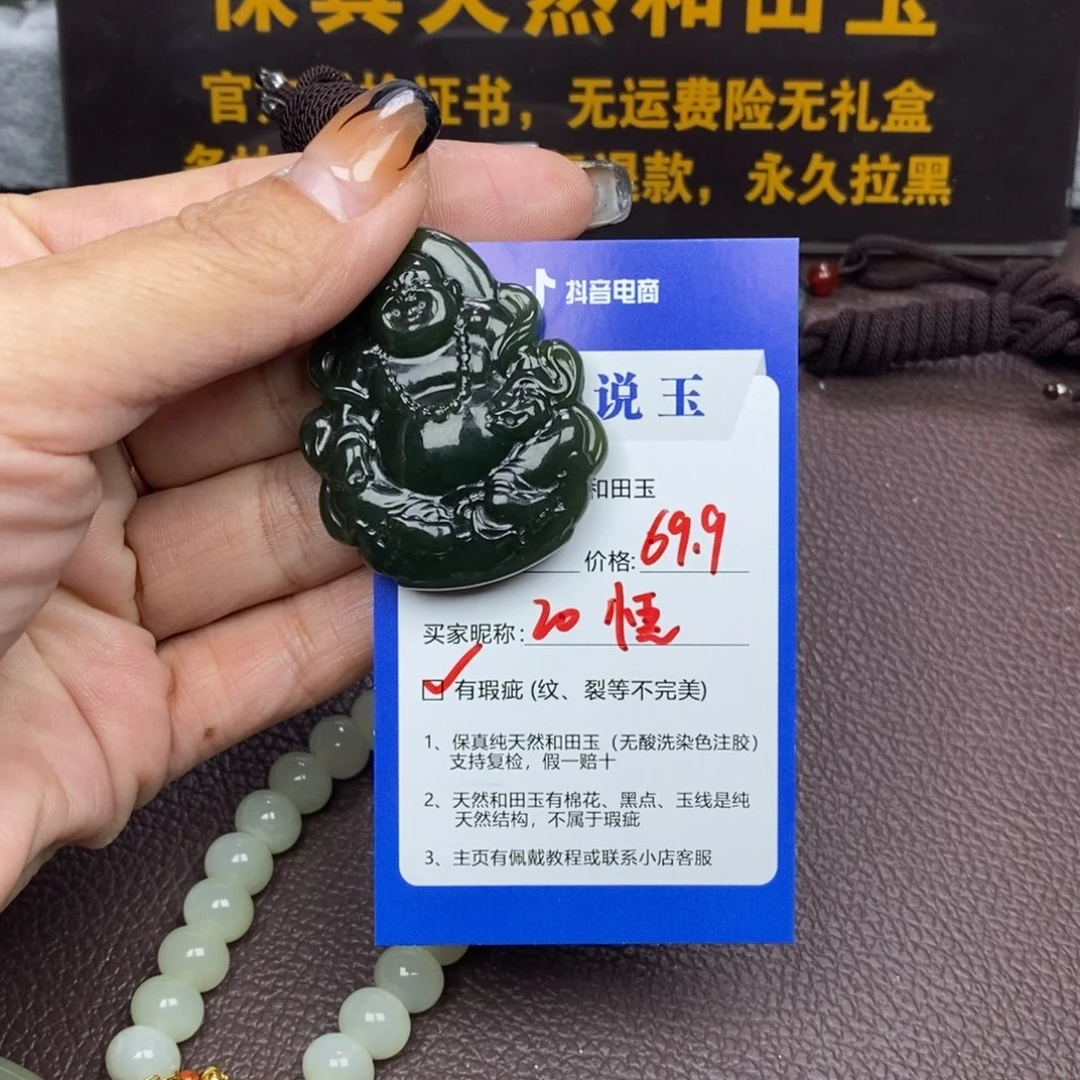 保真天然和田玉
证书，无运费险无礼盒
退款，永久拉黑
抖音电商
说玉
和田玉
价格: 69.9
买家昵称: 20
有瑕疵 (纹、裂等不完美)
1、保真纯天然和田玉（无酸洗染色注胶）
支持复检，假一赔十
2、天然和田玉有棉花、黑点、玉线是纯
天然结构，不属于瑕疵
3、主页有佩戴教程或联系小店客服